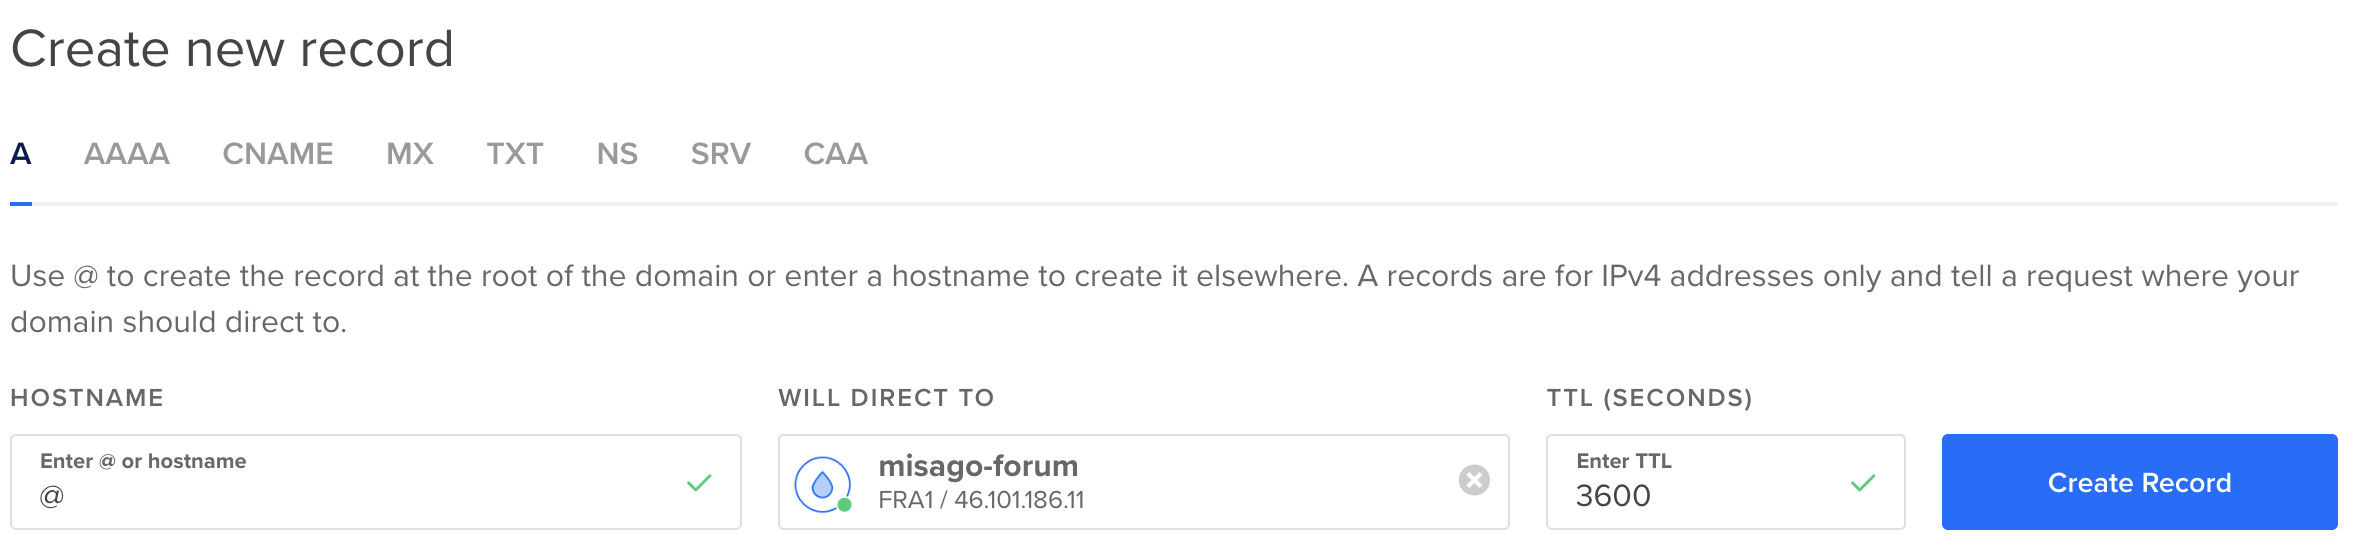 Create new record
A AAAA CNAME MX TXT NS SRV CAA
Use @ to create the record at the root of the domain or enter a hostname to create it elsewhere. A records are for IPv4 addresses only and tell a request where your
domain should direct to.
HOSTNAME WILL DIRECT TO TTL (SECONDS)
Enter @ or hostname
@
misago-forum
FRA1 / 46.101.186.11
Enter TTL
3600
Create Record